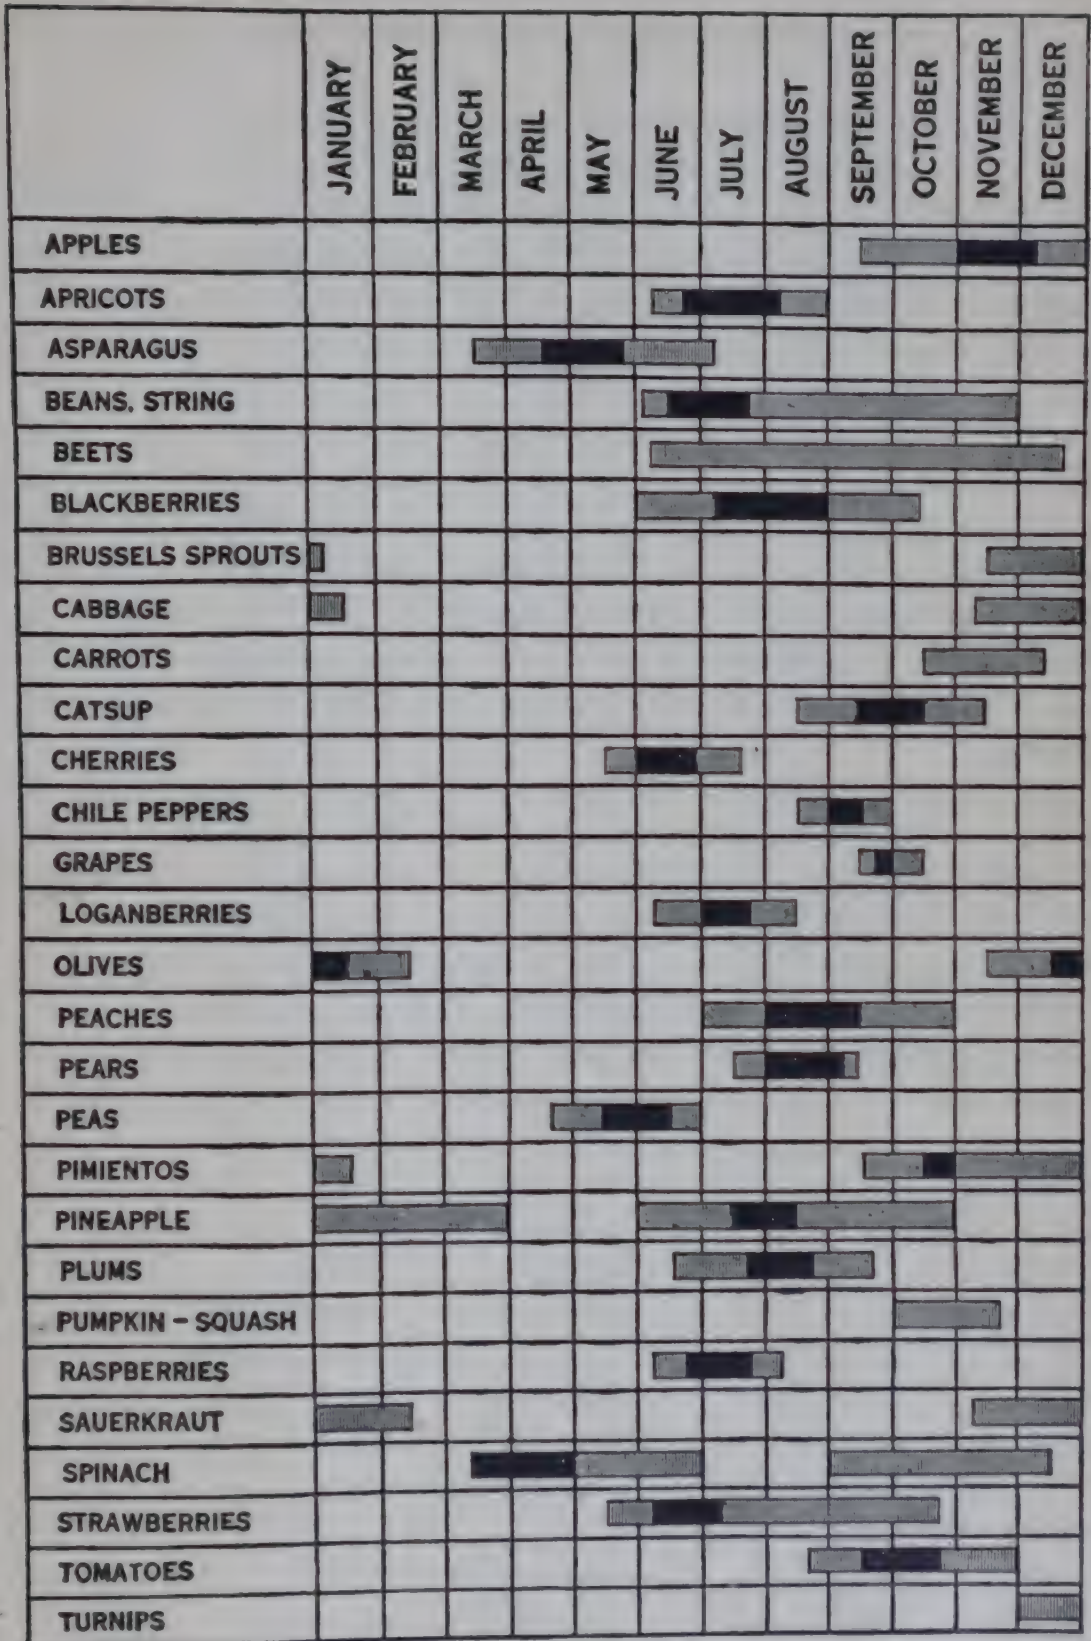 JANUARY
FEBRUARY
MARCH
APRIL
MAY
JUNE
JULY
AUGUST
SEPTEMBER
OCTOBER
NOVEMBER
DECEMBER
APPLES
APRICOTS
ASPARAGUS
BEANS, STRING
BEETS
BLACKBERRIES
BRUSSELS SPROUTS
CABBAGE
CARROTS
CATSUP
CHERRIES
CHILE PEPPERS
GRAPES
LOGANBERRIES
OLIVES
PEACHES
PEARS
PEAS
PIMIENTOS
PINEAPPLE
PLUMS
PUMPKIN – SQUASH
RASPBERRIES
SAUERKRAUT
SPINACH
STRAWBERRIES
TOMATOES
TURNIPS